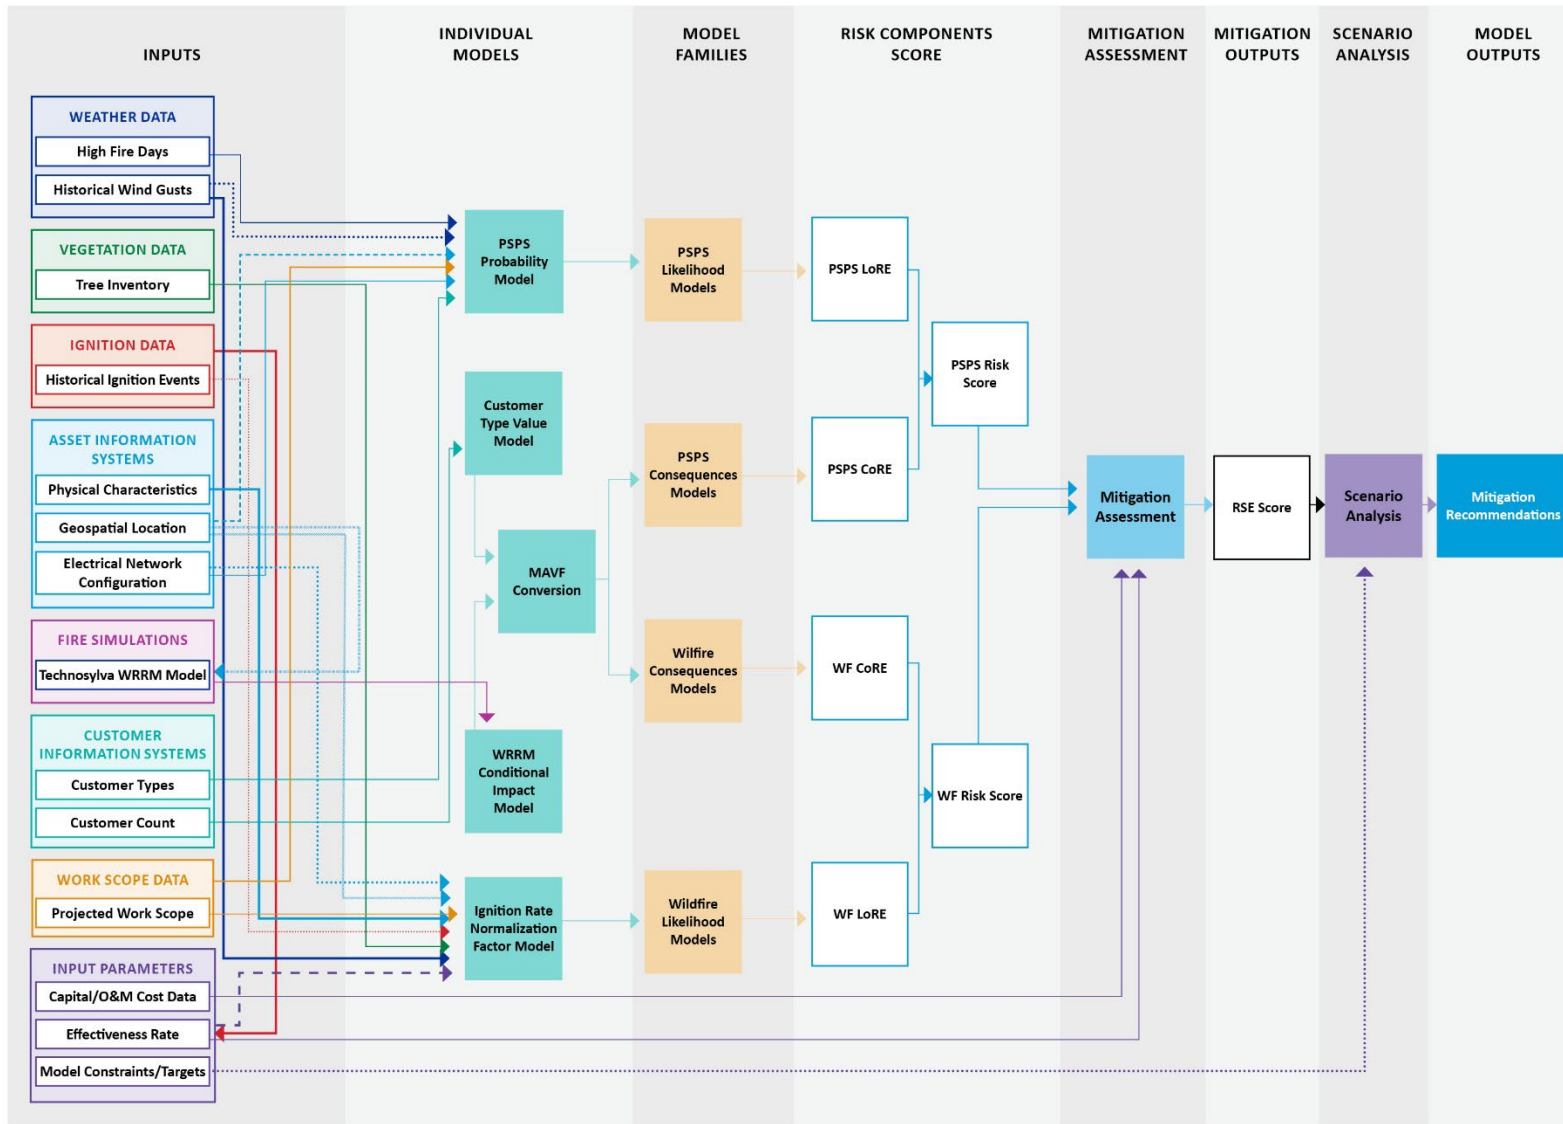 INPUTS
INDIVIDUAL
MODELS
MODEL
FAMILIES
RISK COMPONENTS
SCORE
MITIGATION
ASSESSMENT
MITIGATION
OUTPUTS
SCENARIO
ANALYSIS
MODEL
OUTPUTS
WEATHER DATA
High Fire Days
Historical Wind Gusts
VEGETATION DATA
Tree Inventory
IGNITION DATA
Historical Ignition Events
ASSET INFORMATION
SYSTEMS
Physical Characteristics
Geospatial Location
Electrical Network
Configuration
FIRE SIMULATIONS
Technosylva WRRM Model
CUSTOMER
INFORMATION SYSTEMS
Customer Types
Customer Count
WORK SCOPE DATA
Projected Work Scope
INPUT PARAMETERS
Capital/O&M Cost Data
Effectiveness Rate
Model Constraints/Targets
PSPS
Probability
Model
Customer
Type Value
Model
MAVF
Conversion
WRRM
Conditional
Impact
Model
Ignition Rate
Normalization
Factor Model
PSPS
Likelihood
Models
PSPS
Consequences
Models
Wilfire
Consequences
Models
Wildfire
Likelihood
Models
PSPS LoRE
PSPS CoRE
WF CoRE
WF LoRE
PSPS Risk
Score
WF Risk Score
Mitigation
Assessment
RSE Score
Scenario
Analysis
Mitigation
Recommendations